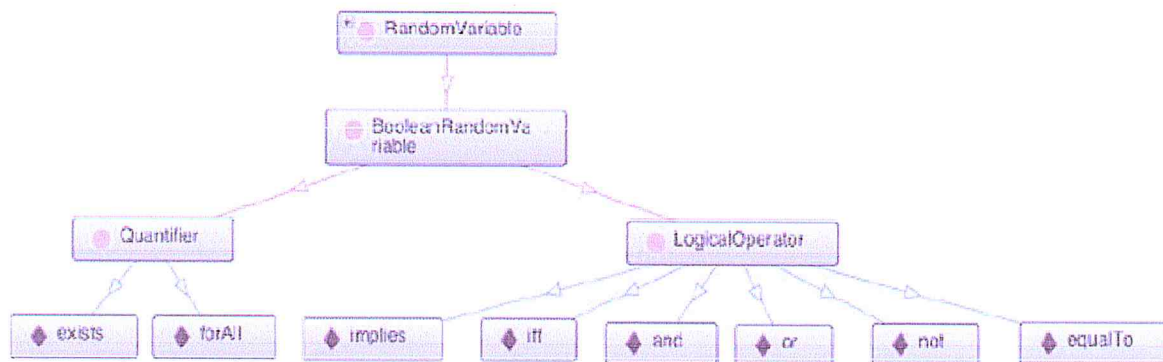 RandomVariable
BooleanRandomVa
riable
Quantifier
LogicalOperator
exists
forAll
implies
iff
and
or
not
equalTo